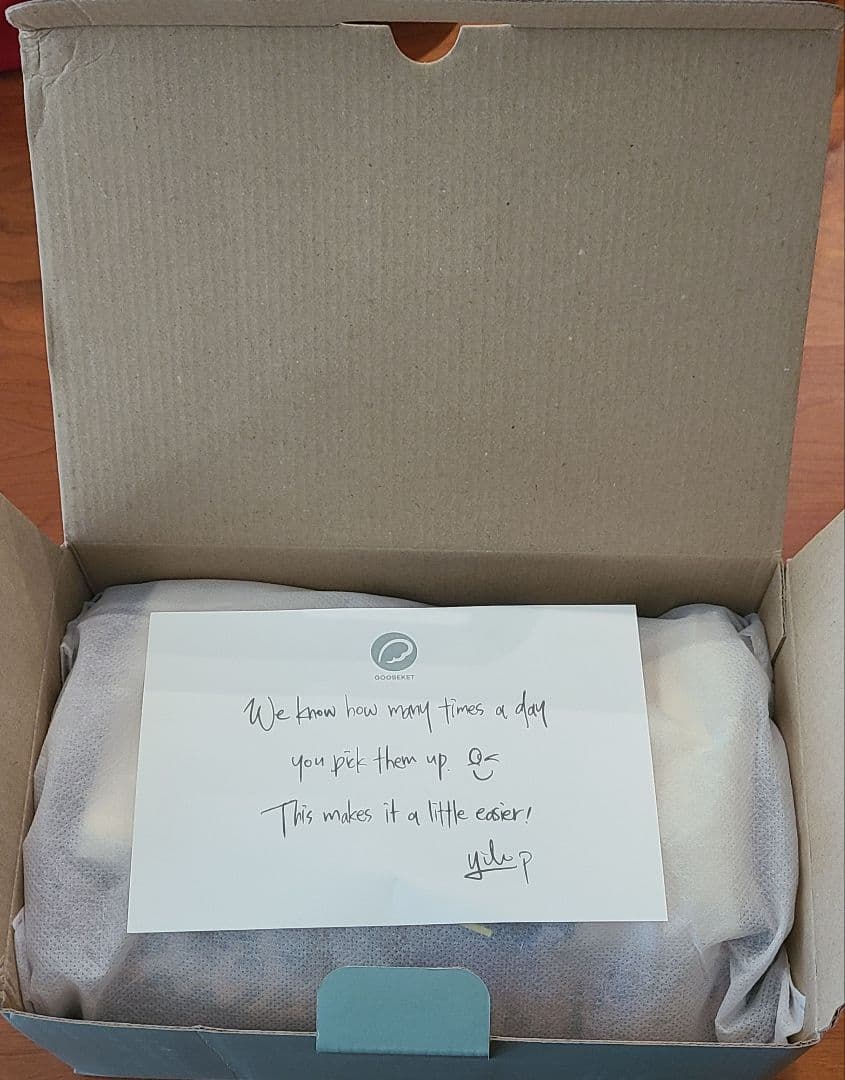 GOOSEKET
We know how many times a day
you pick them up.
This makes it a little easier!